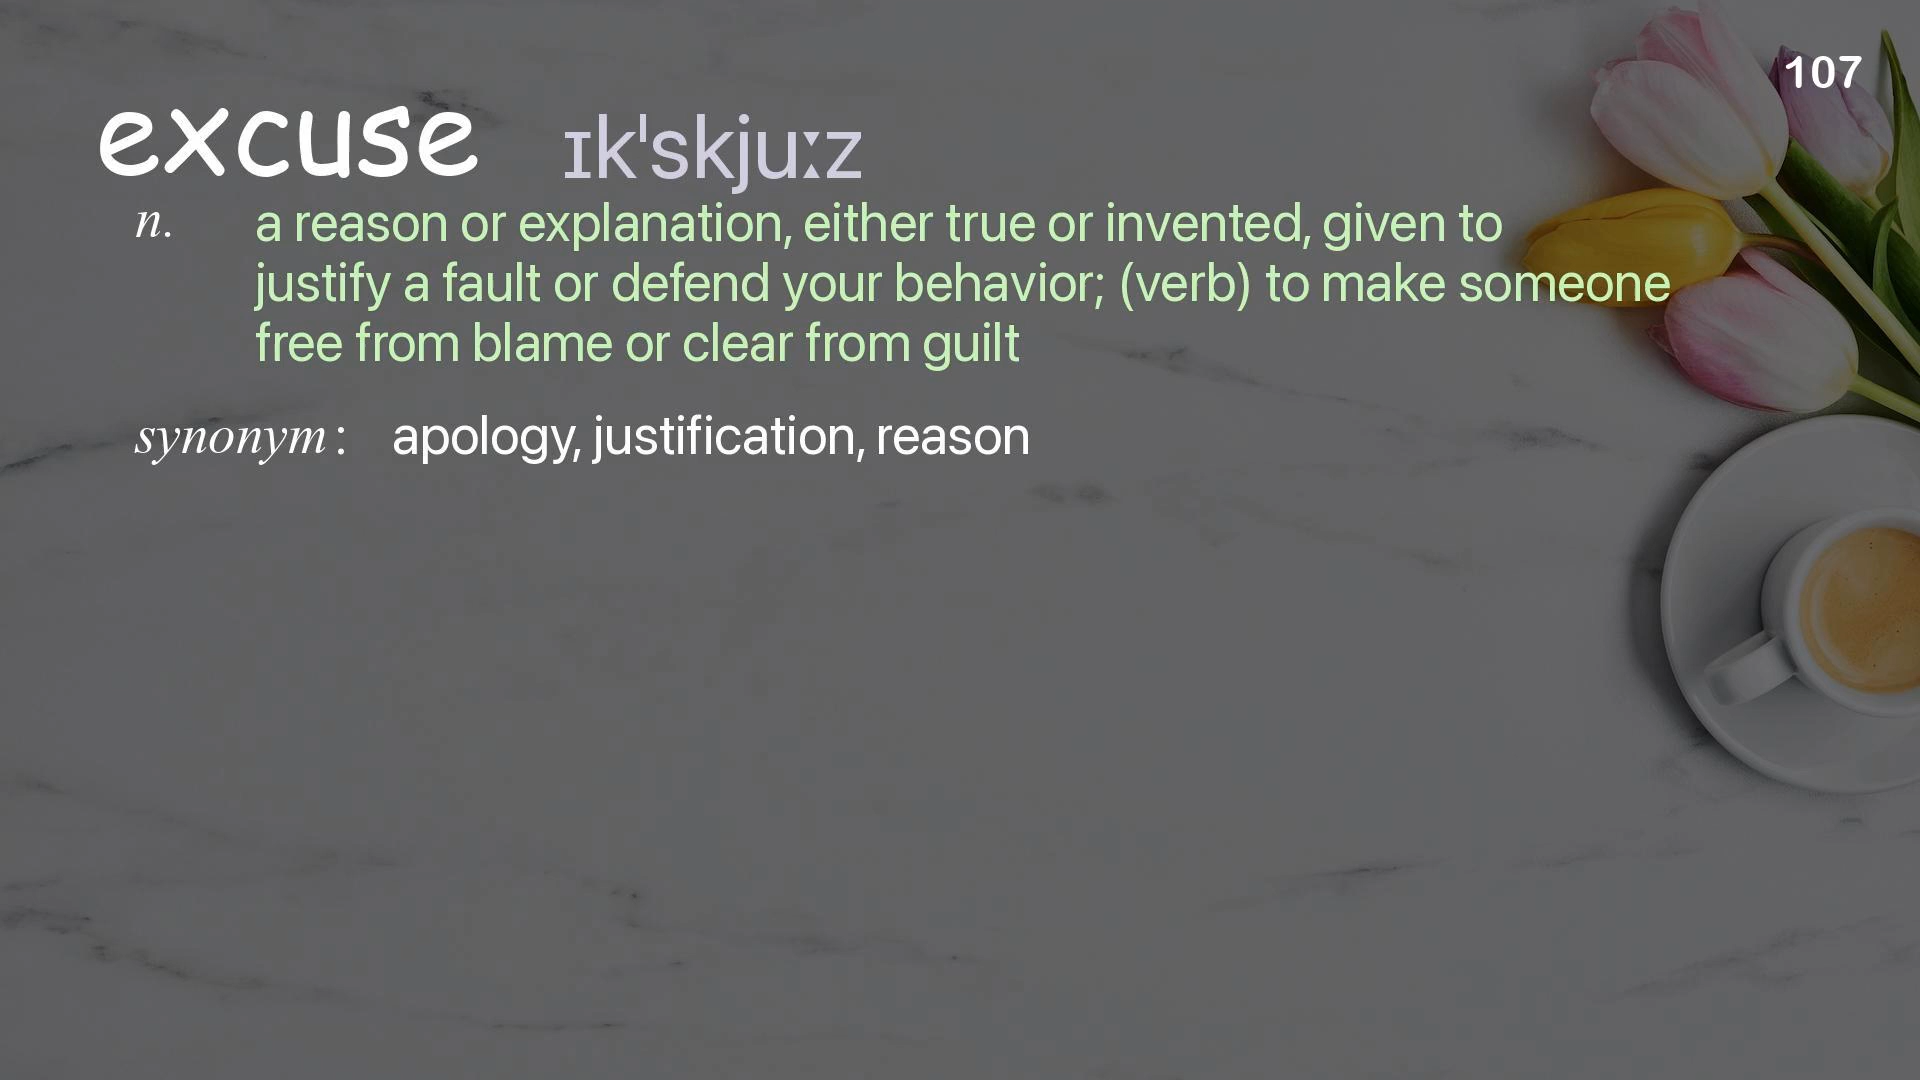 107
excuse ɪkˈskjuːz
n. a reason or explanation, either true or invented, given to
justify a fault or defend your behavior; (verb) to make someone
free from blame or clear from guilt
synonym : apology, justification, reason